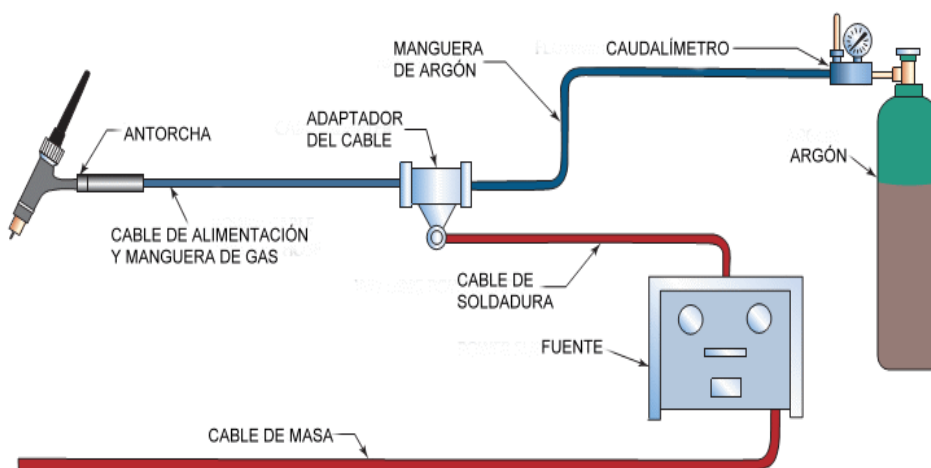 MANGUERA
DE ARGÓN
CAUDALÍMETRO
ANTORCHA
ADAPTADOR
DEL CABLE
ARGÓN
CABLE DE ALIMENTACIÓN
Y MANGUERA DE GAS
CABLE DE
SOLDADURA
FUENTE
CABLE DE MASA